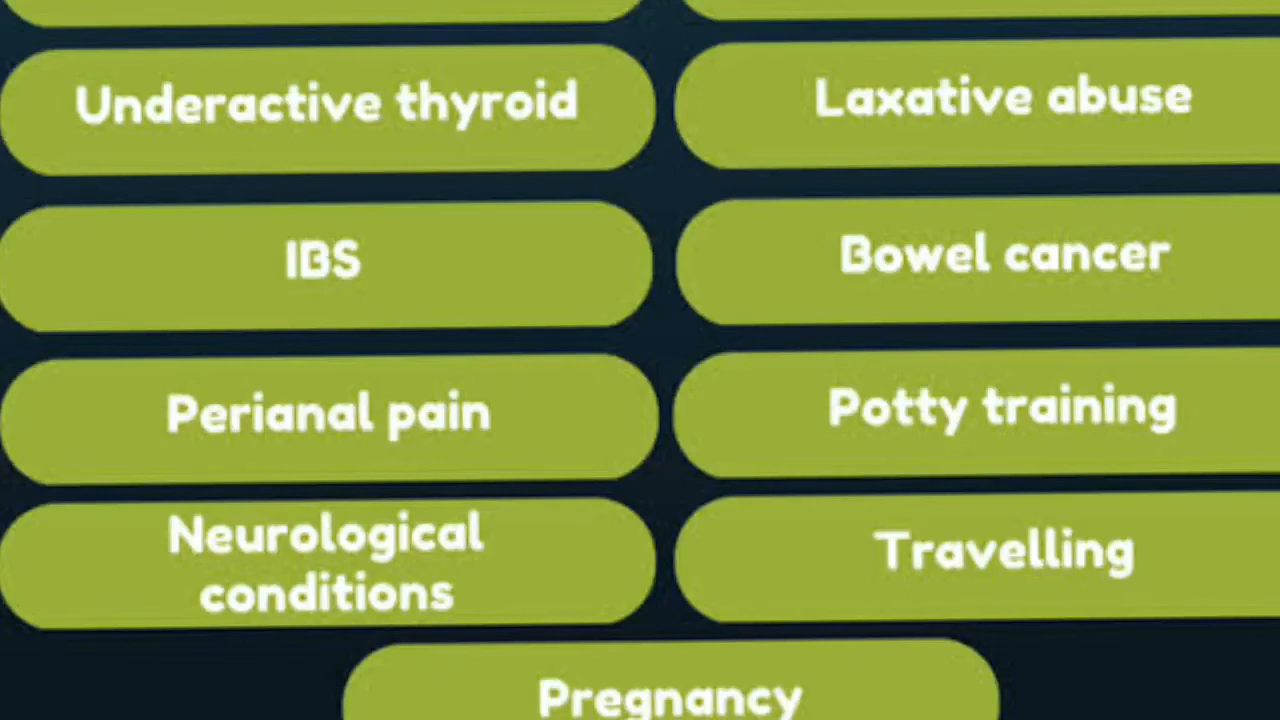 Underactive thyroid
Laxative abuse
IBS
Bowel cancer
Perianal pain
Potty training
Neurological
conditions
Travelling
Pregnancy